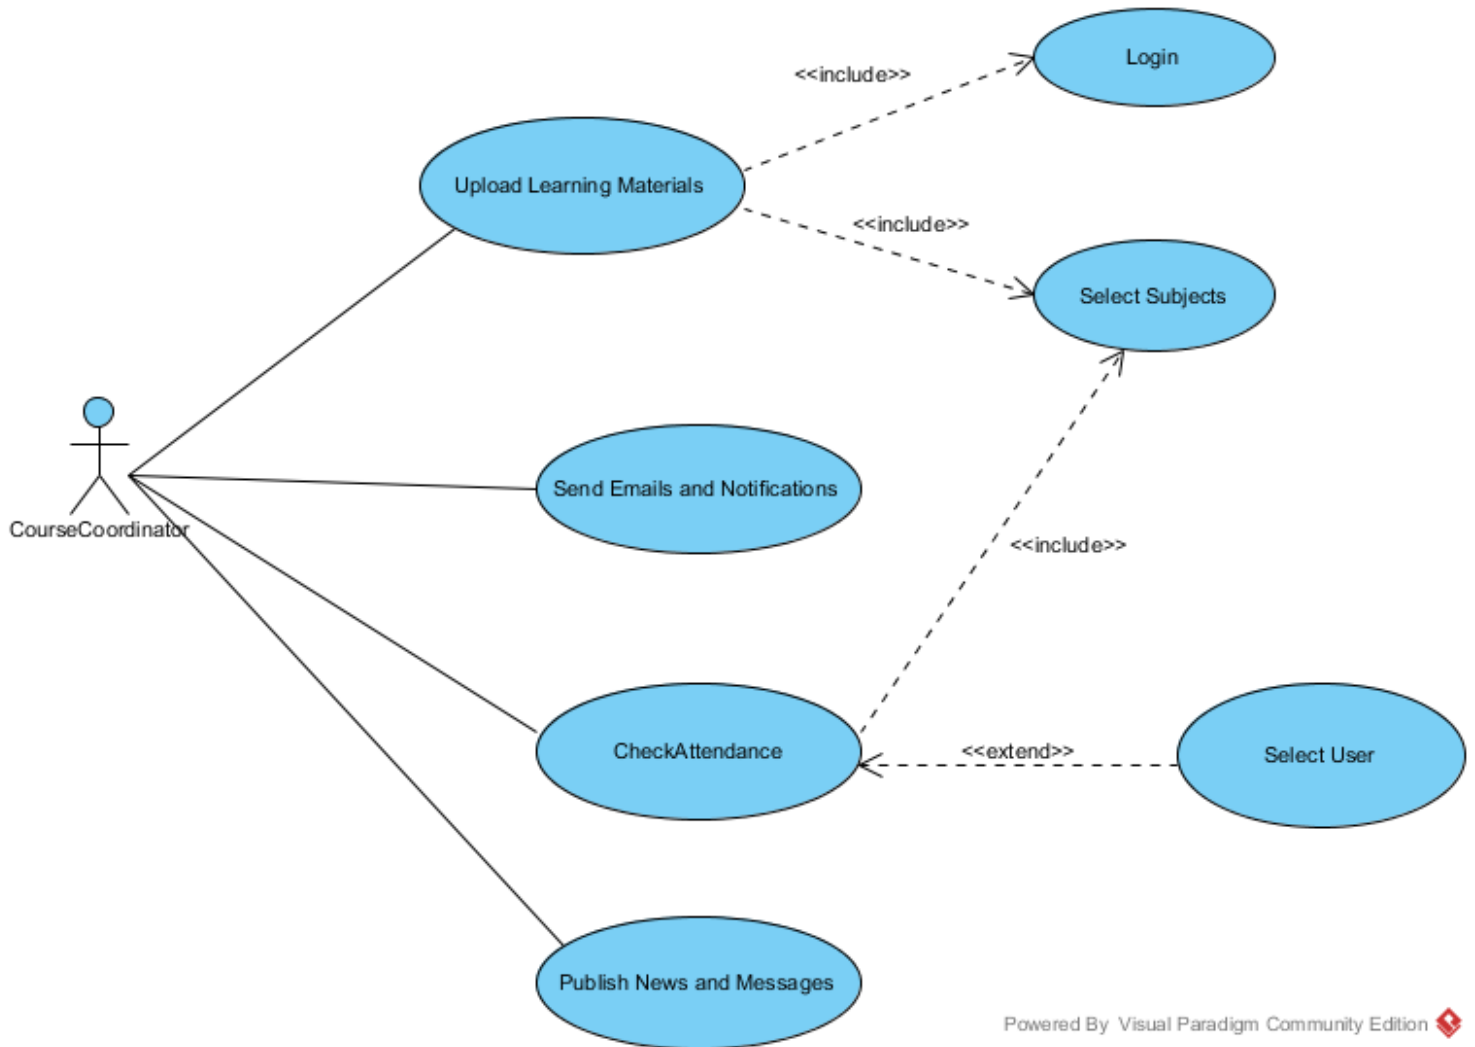 Login
<<include>>
Upload Learning Materials
<<include>>
Select Subjects
Send Emails and Notifications
CourseCoordinator
<<include>>
CheckAttendance
<<extend>>
Select User
Publish News and Messages
Powered By Visual Paradigm Community Edition